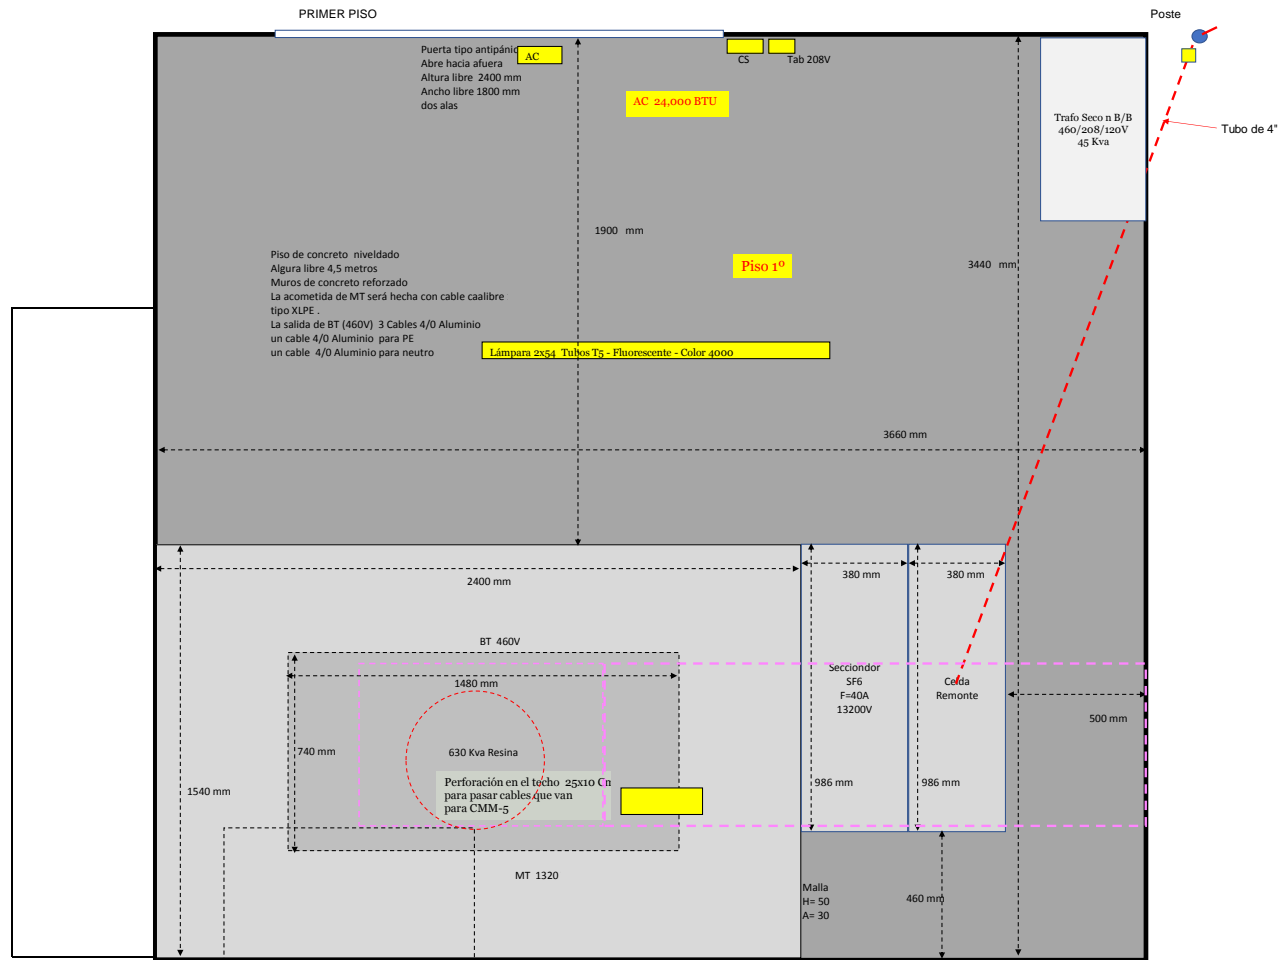 PRIMER PISO
Poste
Puerta tipo antipánic
Abre hacia afuera
Altura libre 2400 mm
Ancho libre 1800 mm
dos alas
AC
CS
Tab 208V
AC 24,000 BTU
Trafo Seco n B/B
460/208/120V
45 Kva
Tubo de 4"
1900 mm
Piso 1º
3440 mm
Piso de concreto niveldado
Algura libre 4,5 metros
Muros de concreto reforzado
La acometida de MT será hecha con cable caalibre
tipo XLPE .
La salida de BT (460V) 3 Cables 4/0 Aluminio
un cable 4/0 Aluminio para PE
un cable 4/0 Aluminio para neutro
Lámpara 2x54 Tubos T5 - Fluorescente - Color 4000
3660 mm
2400 mm
380 mm
380 mm
BT 460V
1480 mm
Secciondor
SF6
F=40A
13200V
Celda
Remonte
500 mm
740 mm
630 Kva Resina
Perforación en el techo 25x10 Cn
para pasar cables que van
para CMM-5
1540 mm
986 mm
986 mm
MT 1320
Malla
H= 50
A= 30
460 mm